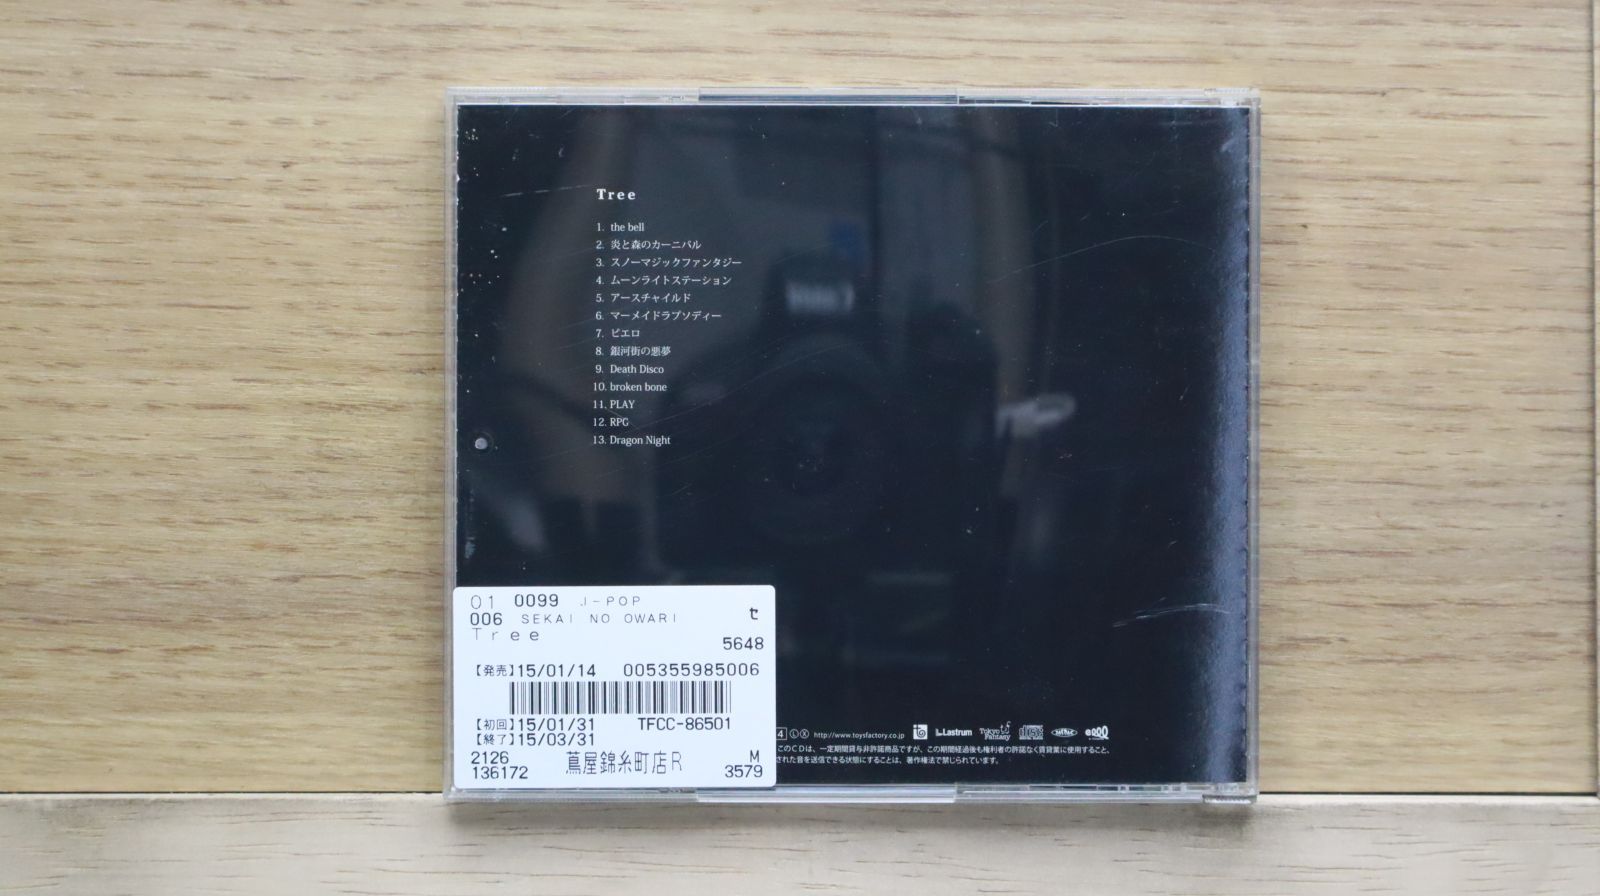 Tree
1. the bell
2. 炎と森のカーニバル
3. スノーマジックファンタジー
4. ムーンライトステーション
5. アースチャイルド
6. マーメイドラプソディー
7. ピエロ
8. 銀河街の悪夢
9. Death Disco
10. broken bone
11. PLAY
12. RPG
13. Dragon Night
01 0099 J-POP
006 SEKAI NO OWARI セ
Tree
5648
【発売】15/01/14 005355985006
【初回】15/01/31 TFCC-86501
【終了】15/03/31
2126 蔦屋錦糸町店R M
136172 3579
4 L X http://www.toysfactory.co.jp Lastrum Tokyo Fantasy
このCDは、一定期間貸与非許諾商品ですが、この期間経過後も権利者の許諾なく賃貸業に使用すること、
された音を送信できる状態にすることは、著作権法で禁じられています。